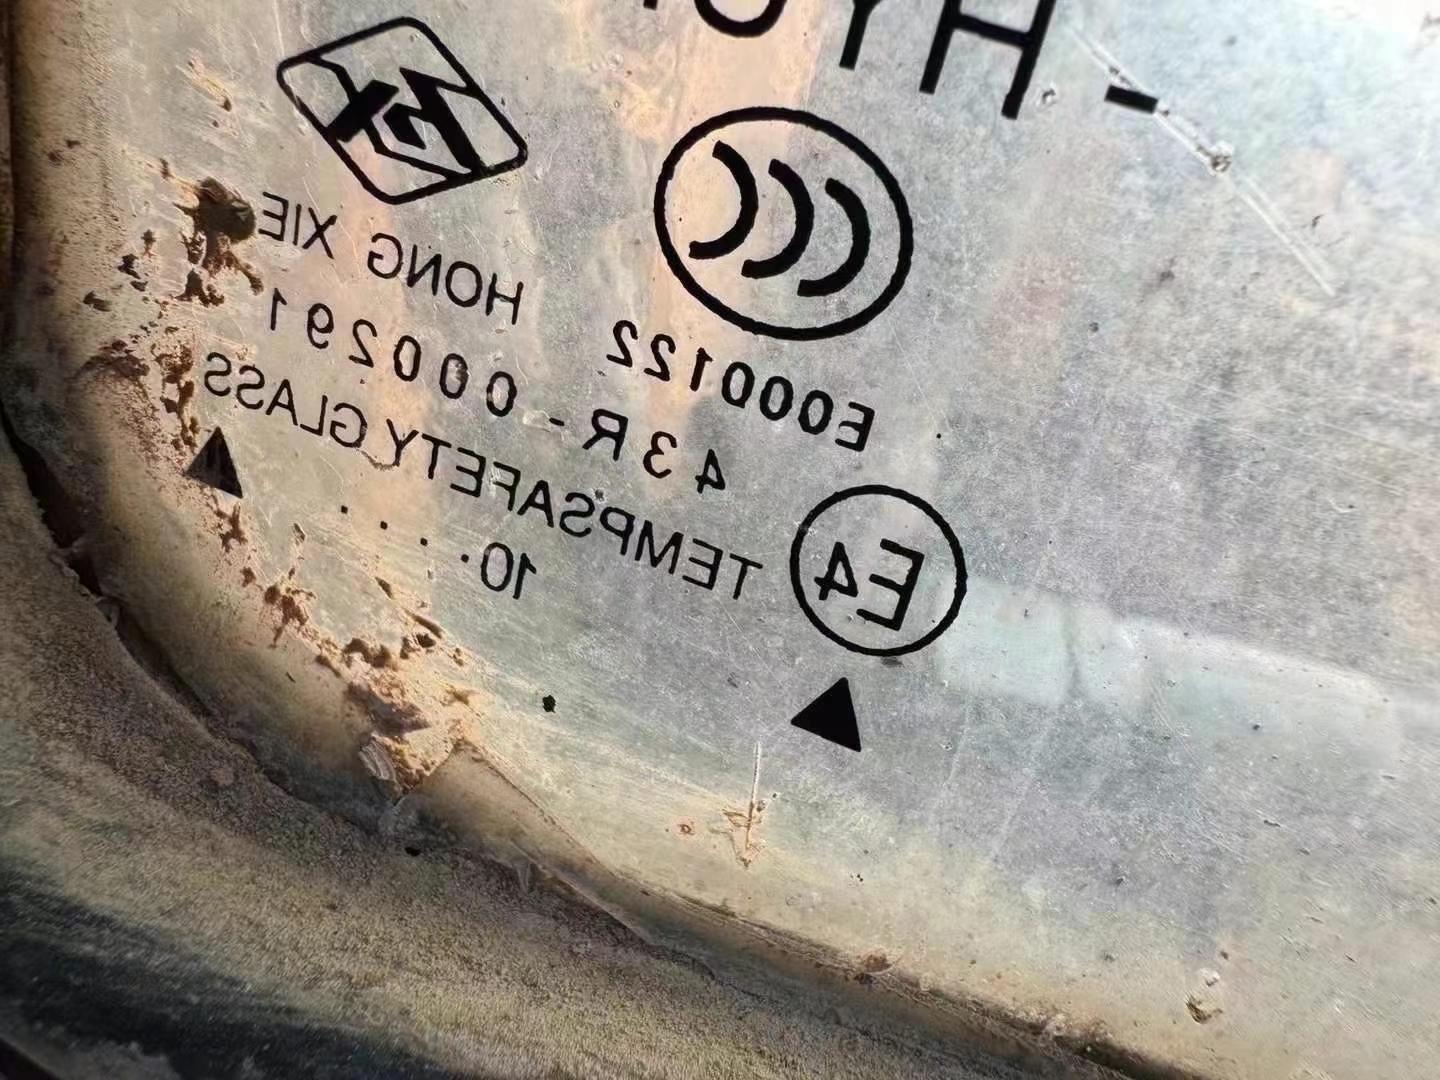 HONG XIE
E000122
43R-000291
TEMPSAFETY GLASS
E4
10· . . .